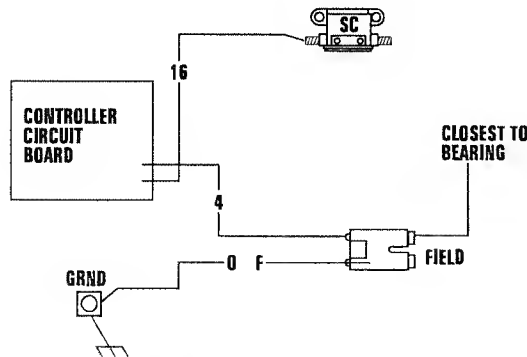 SC
16
CONTROLLER
CIRCUIT
BOARD
CLOSEST TO
BEARING
4
0 F
FIELD
GRND